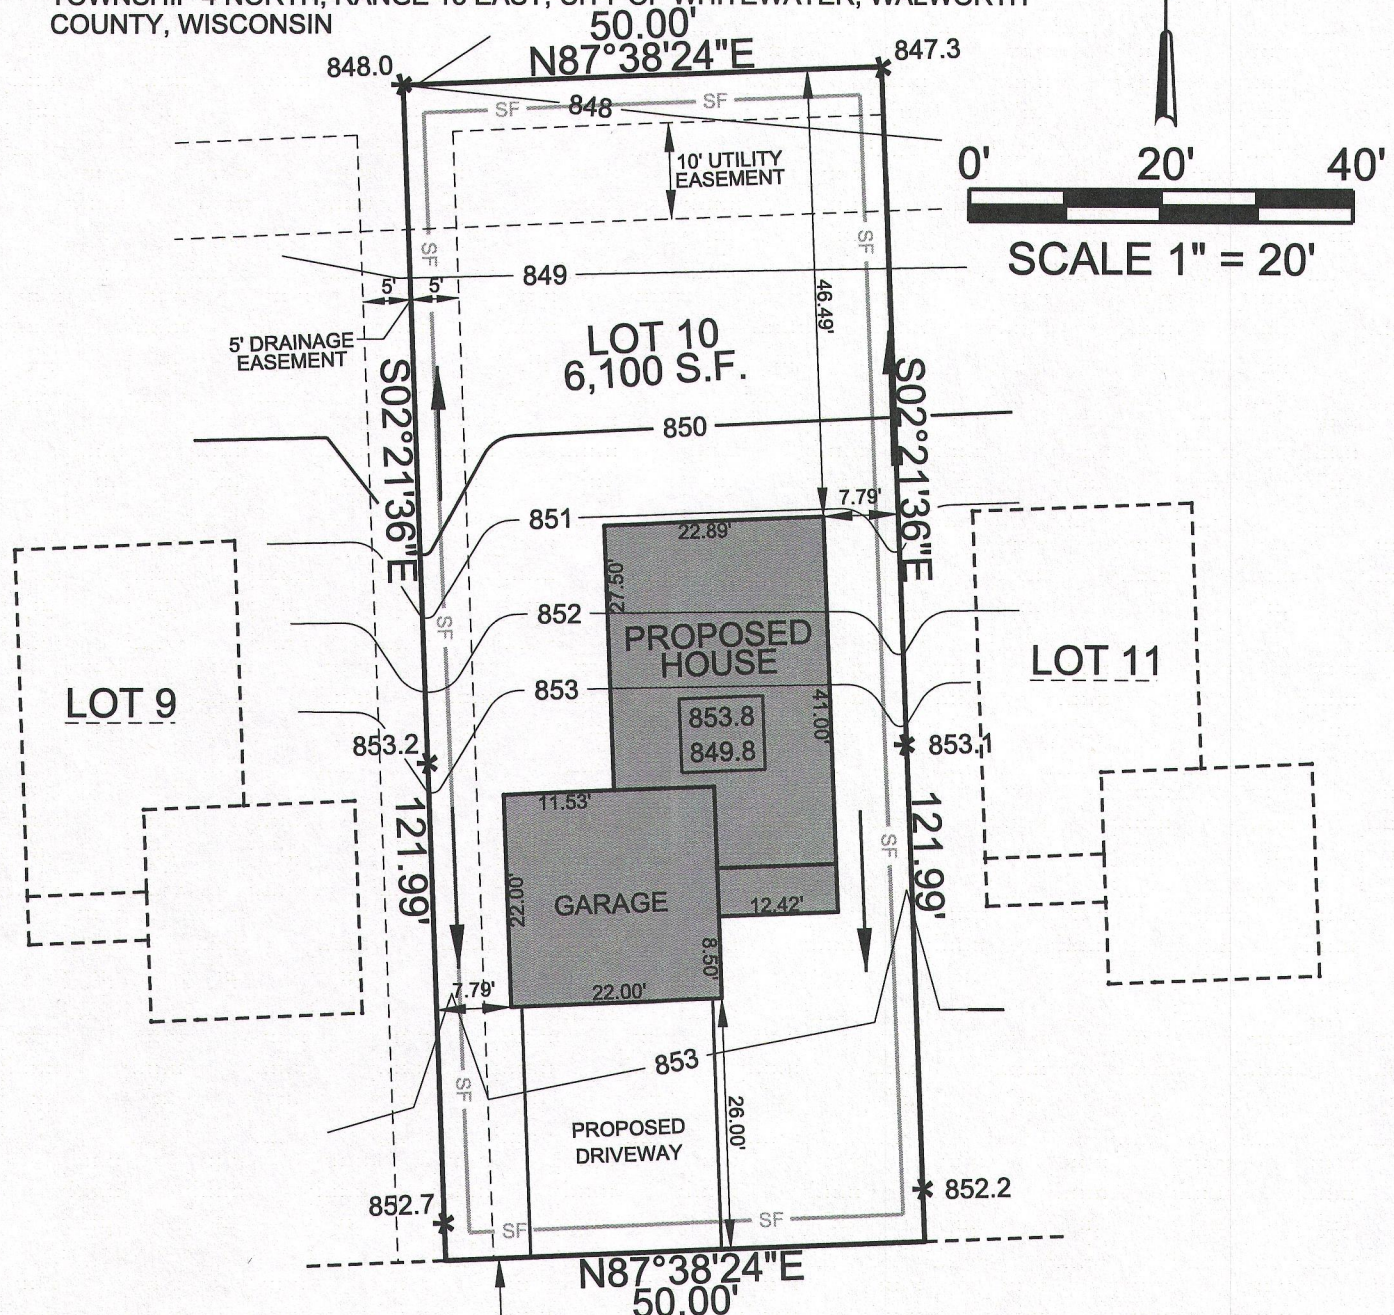 COUNTY, WISCONSIN
50.00'
N87°38'24"E
848.0
847.3
SF
SF
848
10' UTILITY
EASEMENT
0' 20' 40'
SCALE 1" = 20'
SF
SF
849
5' 5'
5' DRAINAGE
EASEMENT
46.49'
LOT 10
6,100 S.F.
S02°21'36"E
S02°21'36"E
850
851
7.79'
22.89'
27.50'
852
SF
PROPOSED
HOUSE
LOT 9
LOT 11
853
853.8
849.8
41.00'
853.2
853.1
11.53'
121.99'
121.99'
SF
22.00'
GARAGE
12.42'
8.50'
7.79'
22.00'
853
SF
26.00'
PROPOSED
DRIVEWAY
852.7
852.2
SF
SF
N87°38'24"E
50.00'